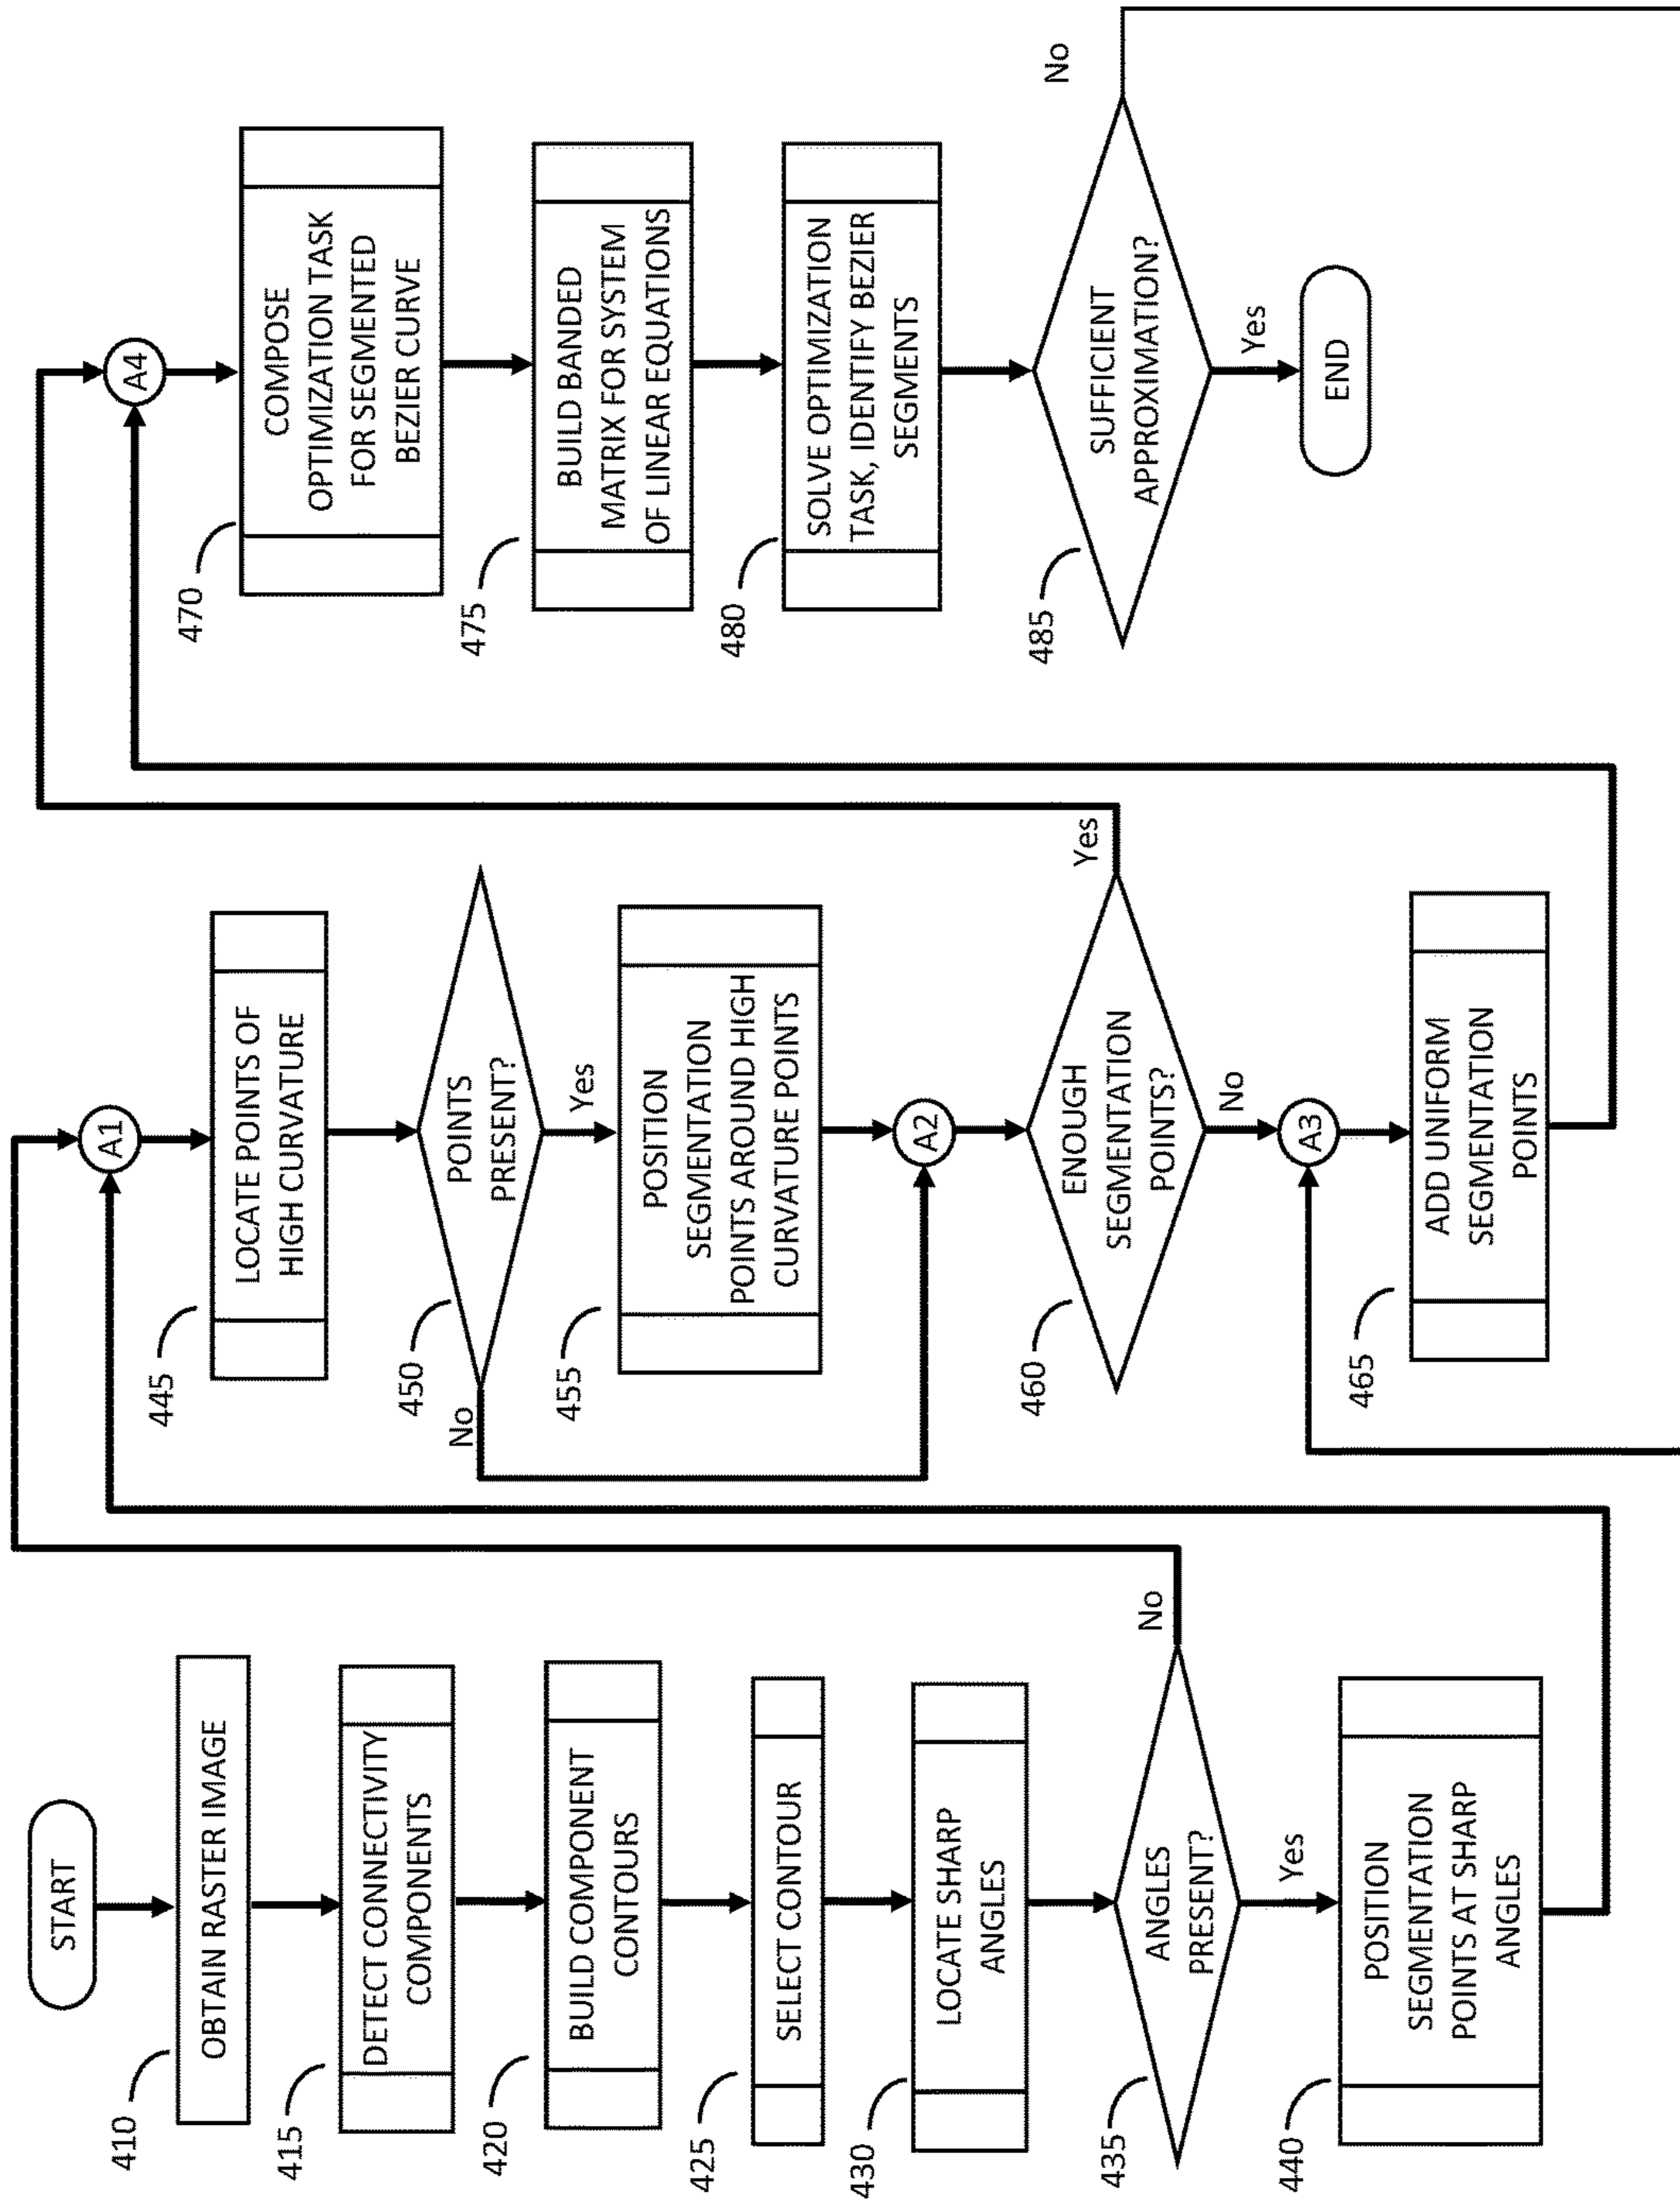 START
410
OBTAIN RASTER IMAGE
415
DETECT CONNECTIVITY
COMPONENTS
420
BUILD COMPONENT
CONTOURS
425
SELECT CONTOUR
430
LOCATE SHARP
ANGLES
435
ANGLES
PRESENT?
No
Yes
440
POSITION
SEGMENTATION
POINTS AT SHARP
ANGLES
A1
445
LOCATE POINTS OF
HIGH CURVATURE
450
POINTS
PRESENT?
No
Yes
455
POSITION
SEGMENTATION
POINTS AROUND HIGH
CURVATURE POINTS
A2
460
ENOUGH
SEGMENTATION
POINTS?
Yes
No
A3
465
ADD UNIFORM
SEGMENTATION
POINTS
A4
470
COMPOSE
OPTIMIZATION TASK
FOR SEGMENTED
BEZIER CURVE
475
BUILD BANDED
MATRIX FOR SYSTEM
OF LINEAR EQUATIONS
480
SOLVE OPTIMIZATION
TASK, IDENTIFY BEZIER
SEGMENTS
485
SUFFICIENT
APPROXIMATION?
No
Yes
END